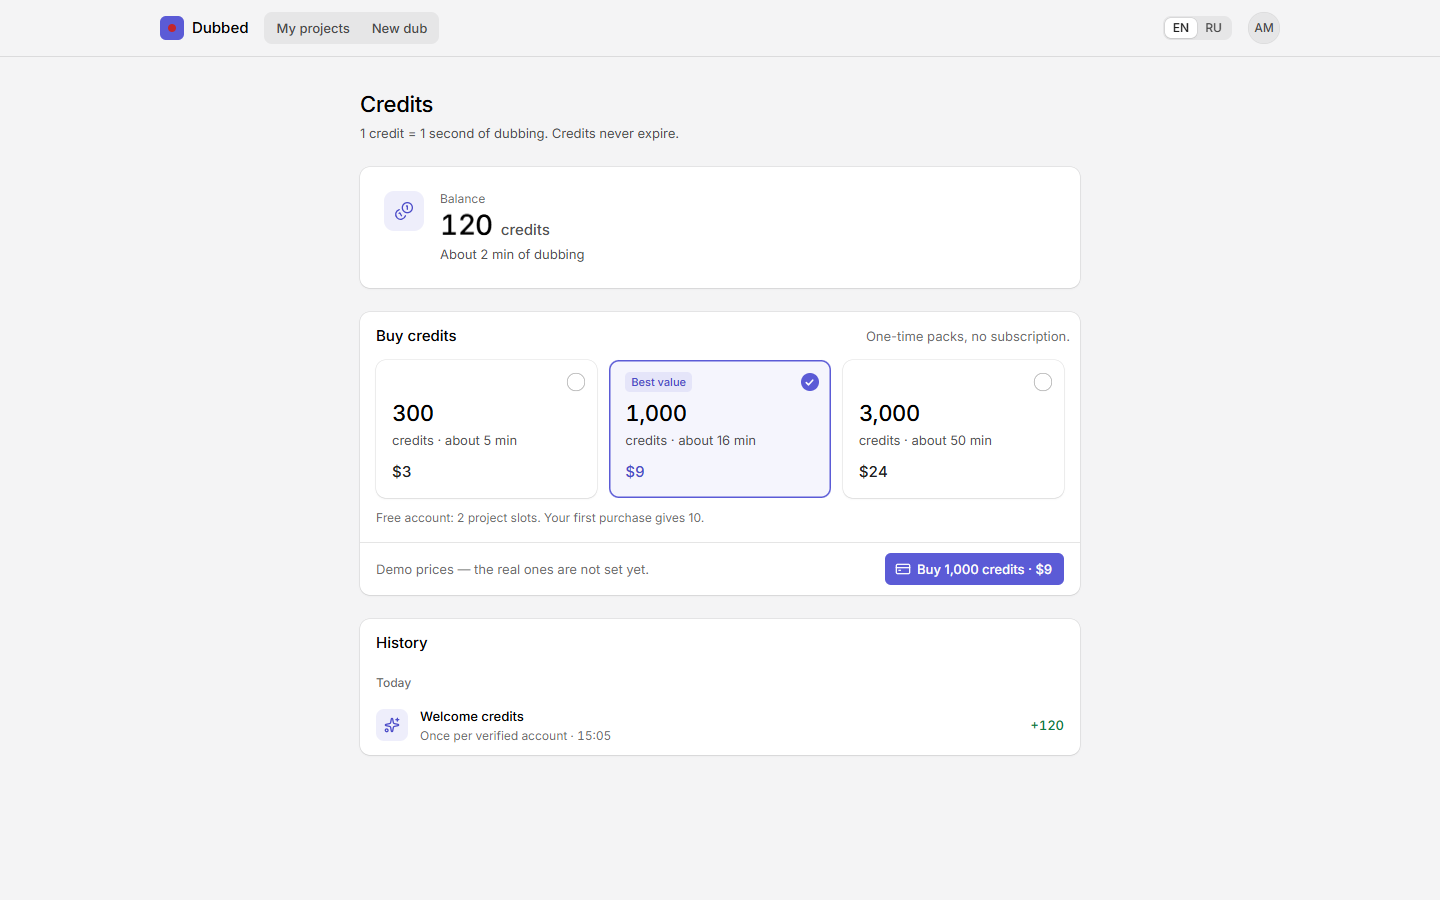 Dubbed
My projects
New dub
EN
RU
AM
Credits
1 credit = 1 second of dubbing. Credits never expire.
Balance
120 credits
About 2 min of dubbing
Buy credits
One-time packs, no subscription.
300
credits · about 5 min
$3
Best value
1,000
credits · about 16 min
$9
3,000
credits · about 50 min
$24
Free account: 2 project slots. Your first purchase gives 10.
Demo prices — the real ones are not set yet.
Buy 1,000 credits · $9
History
Today
Welcome credits
Once per verified account · 15:05
+120